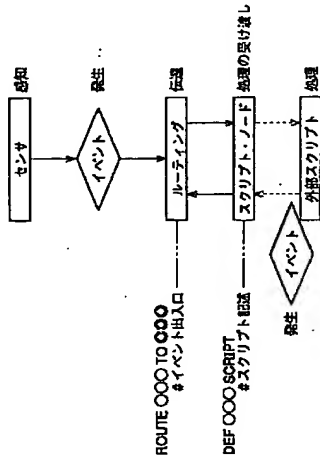 センサ
感知
イベント
発生
ルーティング
伝達
スクリプト・ノード
処理の受け渡し
外部スクリプト
処理
イベント
発生
ROUTE ○○○ TO ○○○
#イベント出入口
DEF ○○○ SCRIPT
#スクリプト記述